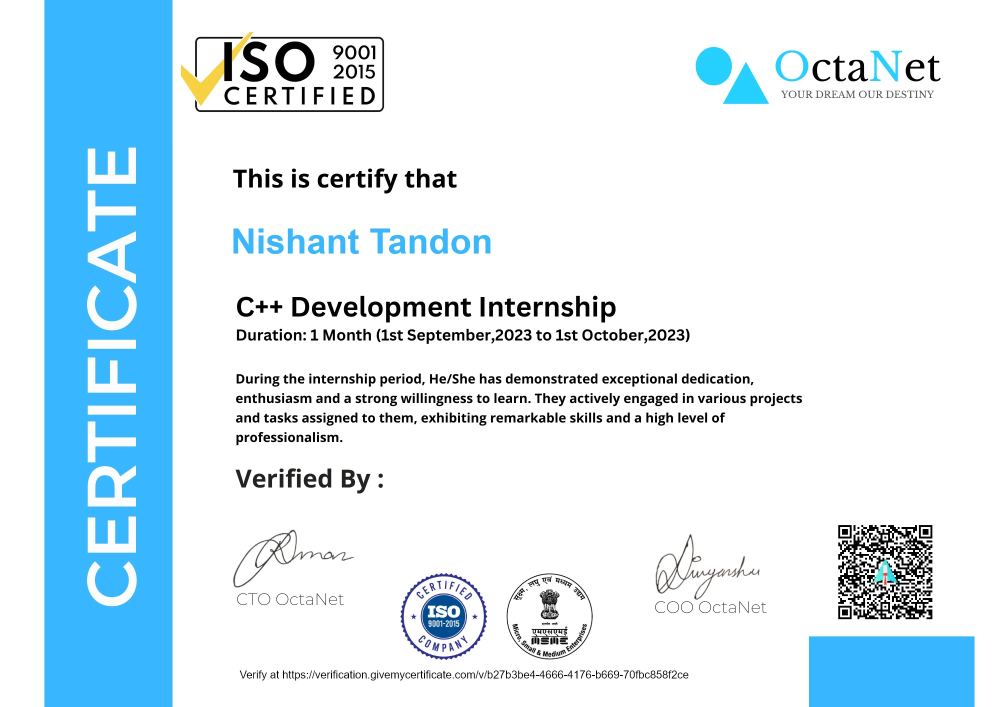 CERTIFICATE
ISO 9001
2015
CERTIFIED
OctaNet
YOUR DREAM OUR DESTINY
This is certify that
Nishant Tandon
C++ Development Internship
Duration: 1 Month (1st September,2023 to 1st October,2023)
During the internship period, He/She has demonstrated exceptional dedication,
enthusiasm and a strong willingness to learn. They actively engaged in various projects
and tasks assigned to them, exhibiting remarkable skills and a high level of
professionalism.
Verified By :
CTO OctaNet
CERTIFIED
ISO
9001-2015
COMPANY
सूक्ष्म, लघु एवं मध्यम उद्यम
सत्यमेव जयते
एमएसएमई
MSME
Micro, Small & Medium Enterprises
COO OctaNet
Verify at https://verification.givemycertificate.com/v/b27b3be4-4666-4176-b669-70fbc858f2ce